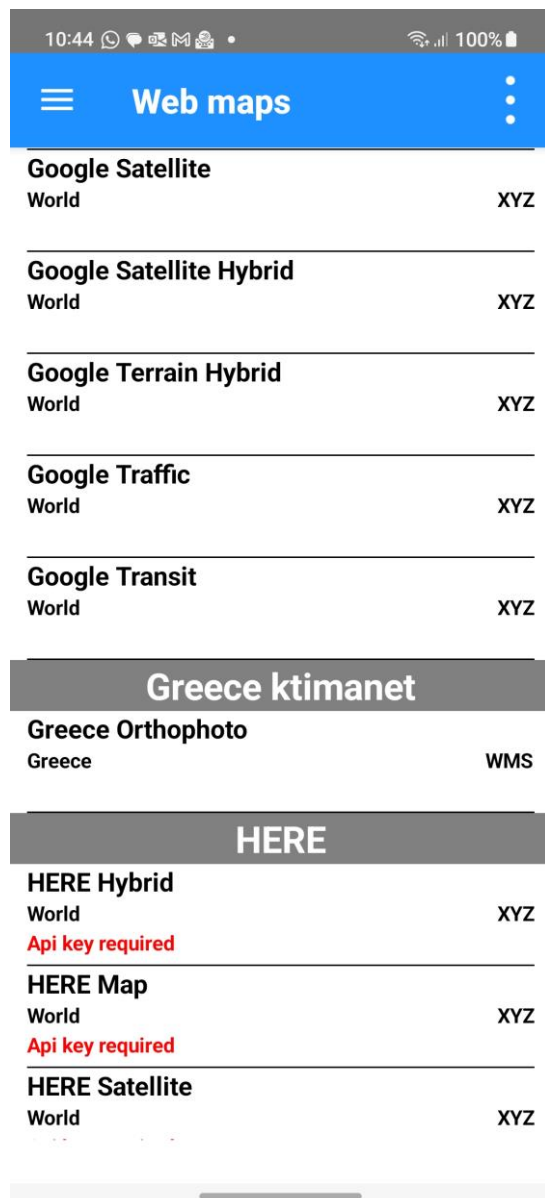 10:44 100%
Web maps
Google Satellite
World XYZ
Google Satellite Hybrid
World XYZ
Google Terrain Hybrid
World XYZ
Google Traffic
World XYZ
Google Transit
World XYZ
Greece ktimanet
Greece Orthophoto
Greece WMS
HERE
HERE Hybrid
World XYZ
Api key required
HERE Map
World XYZ
Api key required
HERE Satellite
World XYZ